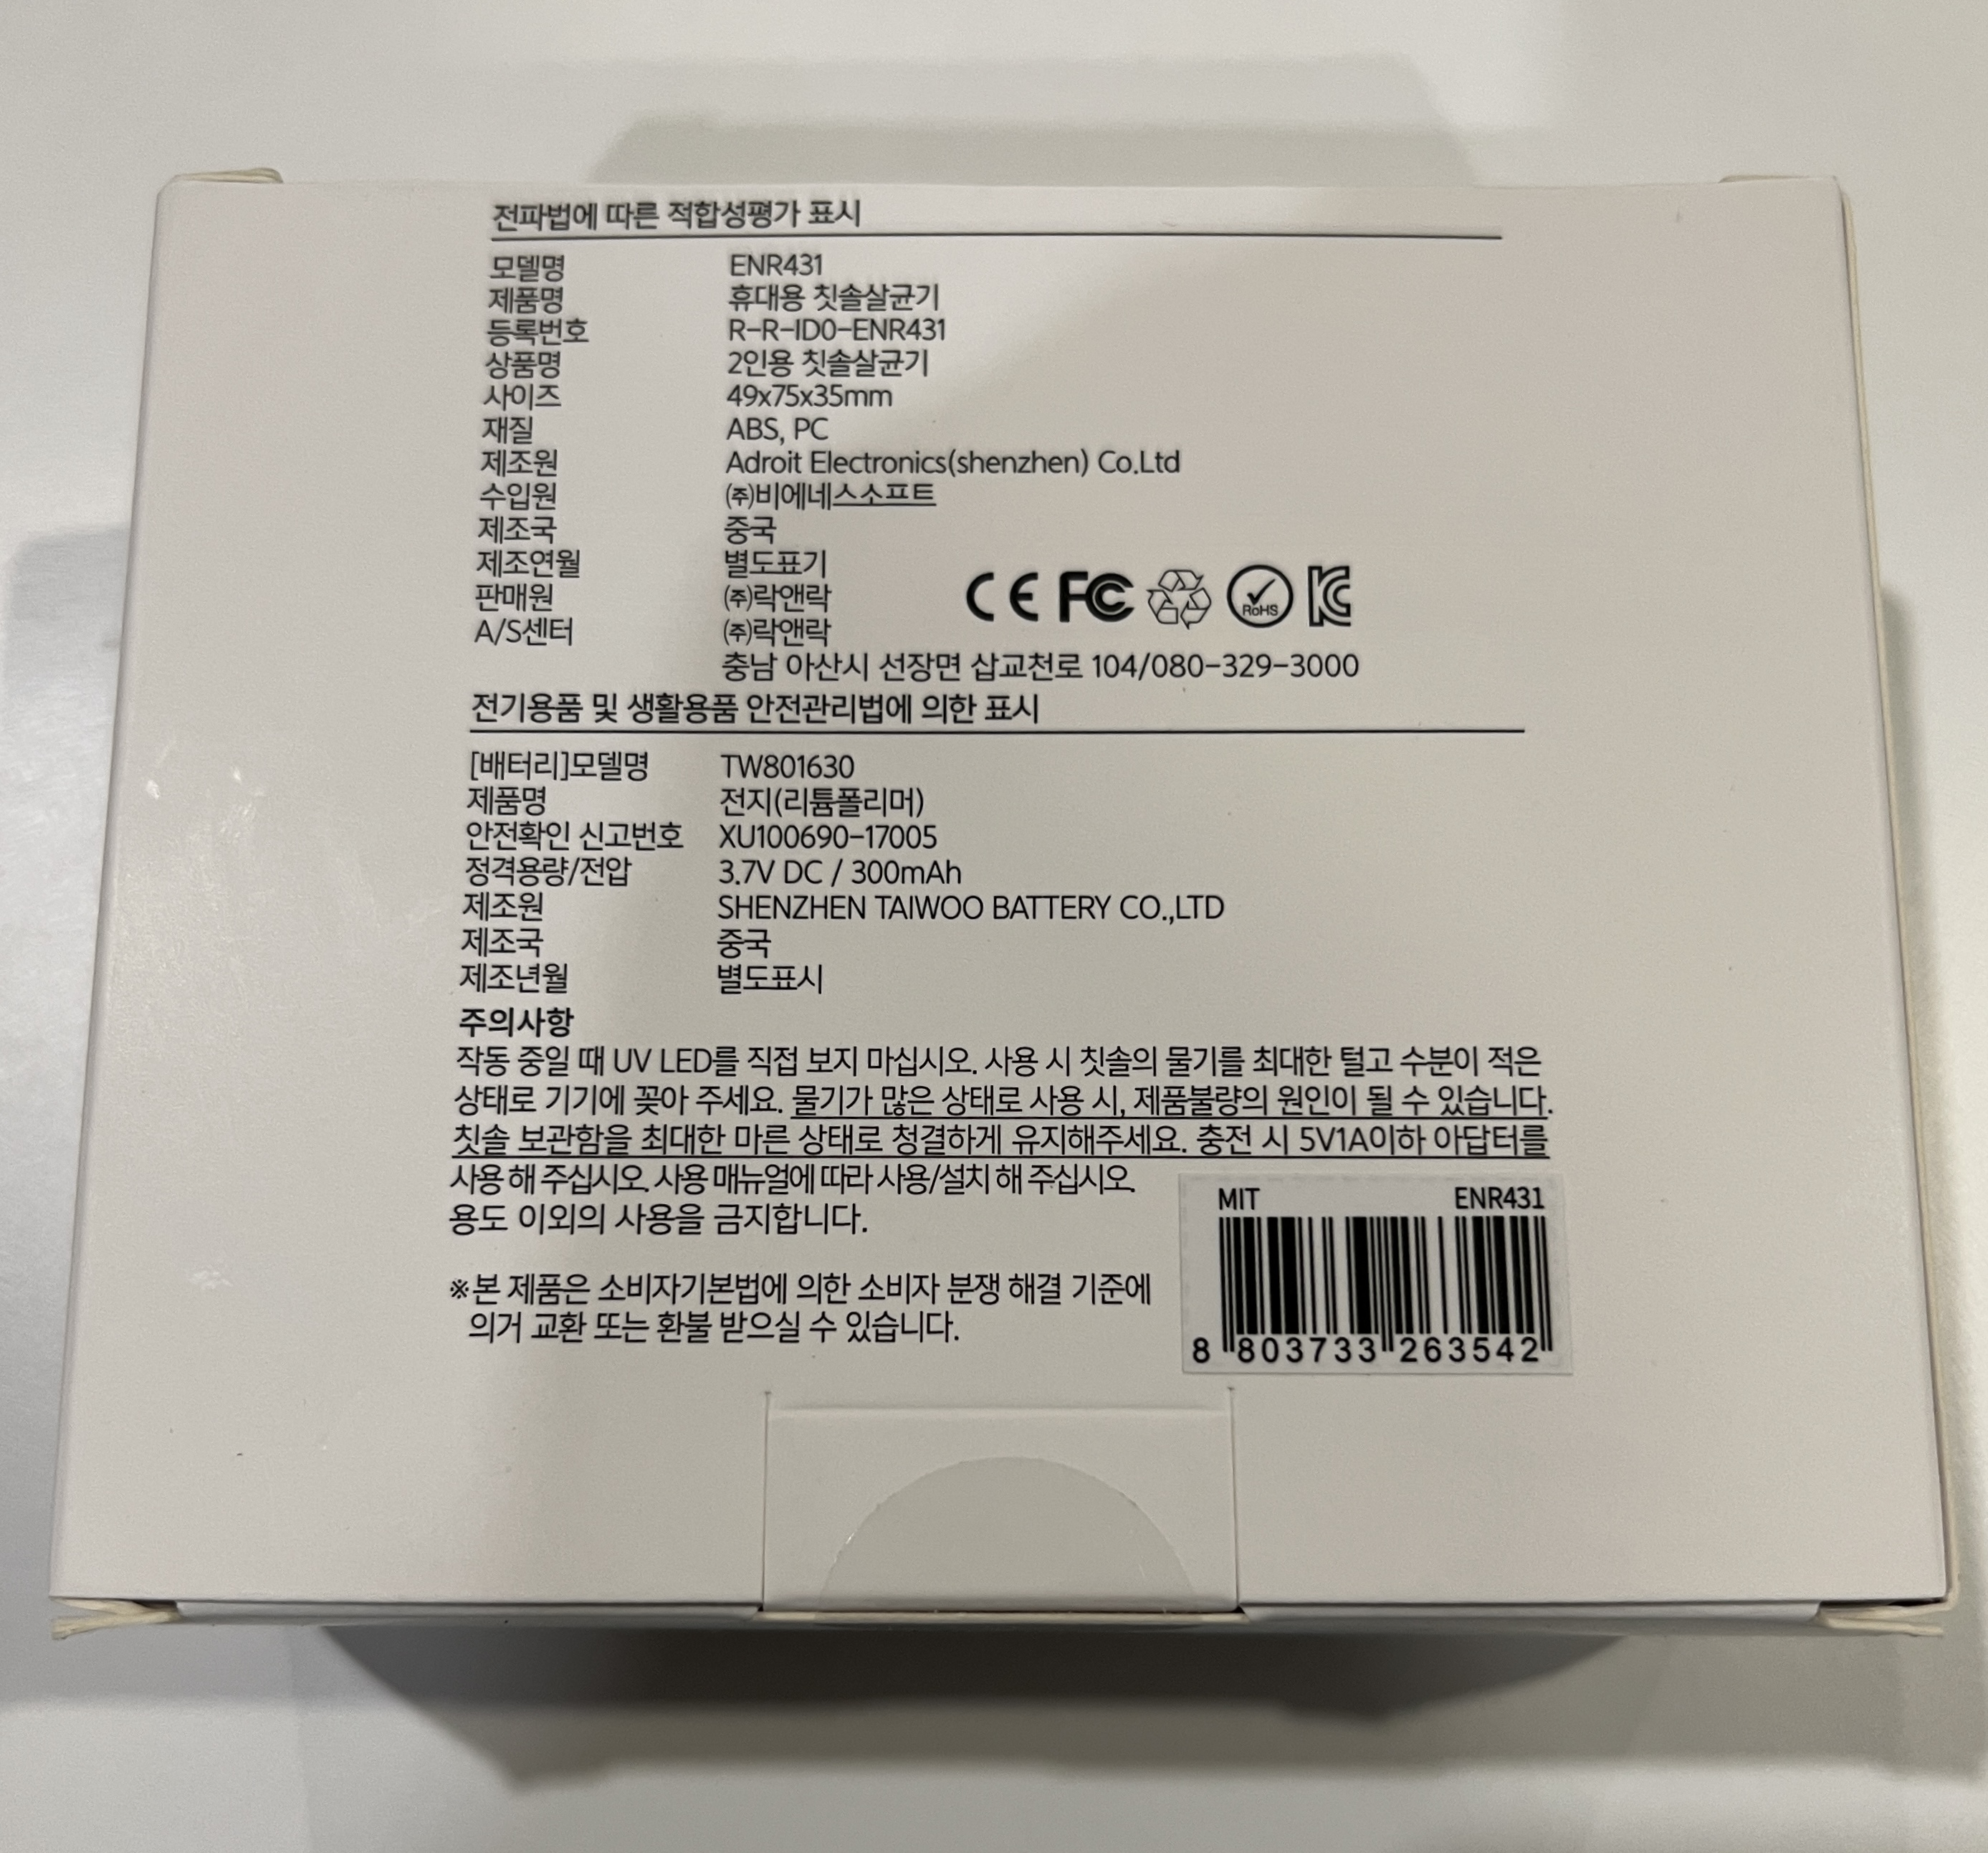 전파법에 따른 적합성평가 표시
모델명 ENR431
제품명 휴대용 칫솔살균기
등록번호 R-R-ID0-ENR431
상품명 2인용 칫솔살균기
사이즈 49x75x35mm
재질 ABS, PC
제조원 Adroit Electronics(shenzhen) Co.Ltd
수입원 ㈜비에네스소프트
제조국 중국
제조연월 별도표기
판매원 ㈜락앤락
A/S센터 ㈜락앤락
CE FC RoHS KC
충남 아산시 선장면 삽교천로 104/080-329-3000
전기용품 및 생활용품 안전관리법에 의한 표시
[배터리]모델명 TW801630
제품명 전지(리튬폴리머)
안전확인 신고번호 XU100690-17005
정격용량/전압 3.7V DC / 300mAh
제조원 SHENZHEN TAIWOO BATTERY CO.,LTD
제조국 중국
제조년월 별도표시
주의사항
작동 중일 때 UV LED를 직접 보지 마십시오. 사용 시 칫솔의 물기를 최대한 털고 수분이 적은
상태로 기기에 꽂아 주세요. 물기가 많은 상태로 사용 시, 제품불량의 원인이 될 수 있습니다.
칫솔 보관함을 최대한 마른 상태로 청결하게 유지해주세요. 충전 시 5V1A이하 아답터를
사용 해 주십시오. 사용 매뉴얼에 따라 사용/설치 해 주십시오.
용도 이외의 사용을 금지합니다.
※본 제품은 소비자기본법에 의한 소비자 분쟁 해결 기준에
의거 교환 또는 환불 받으실 수 있습니다.
MIT ENR431
8 803733 263542